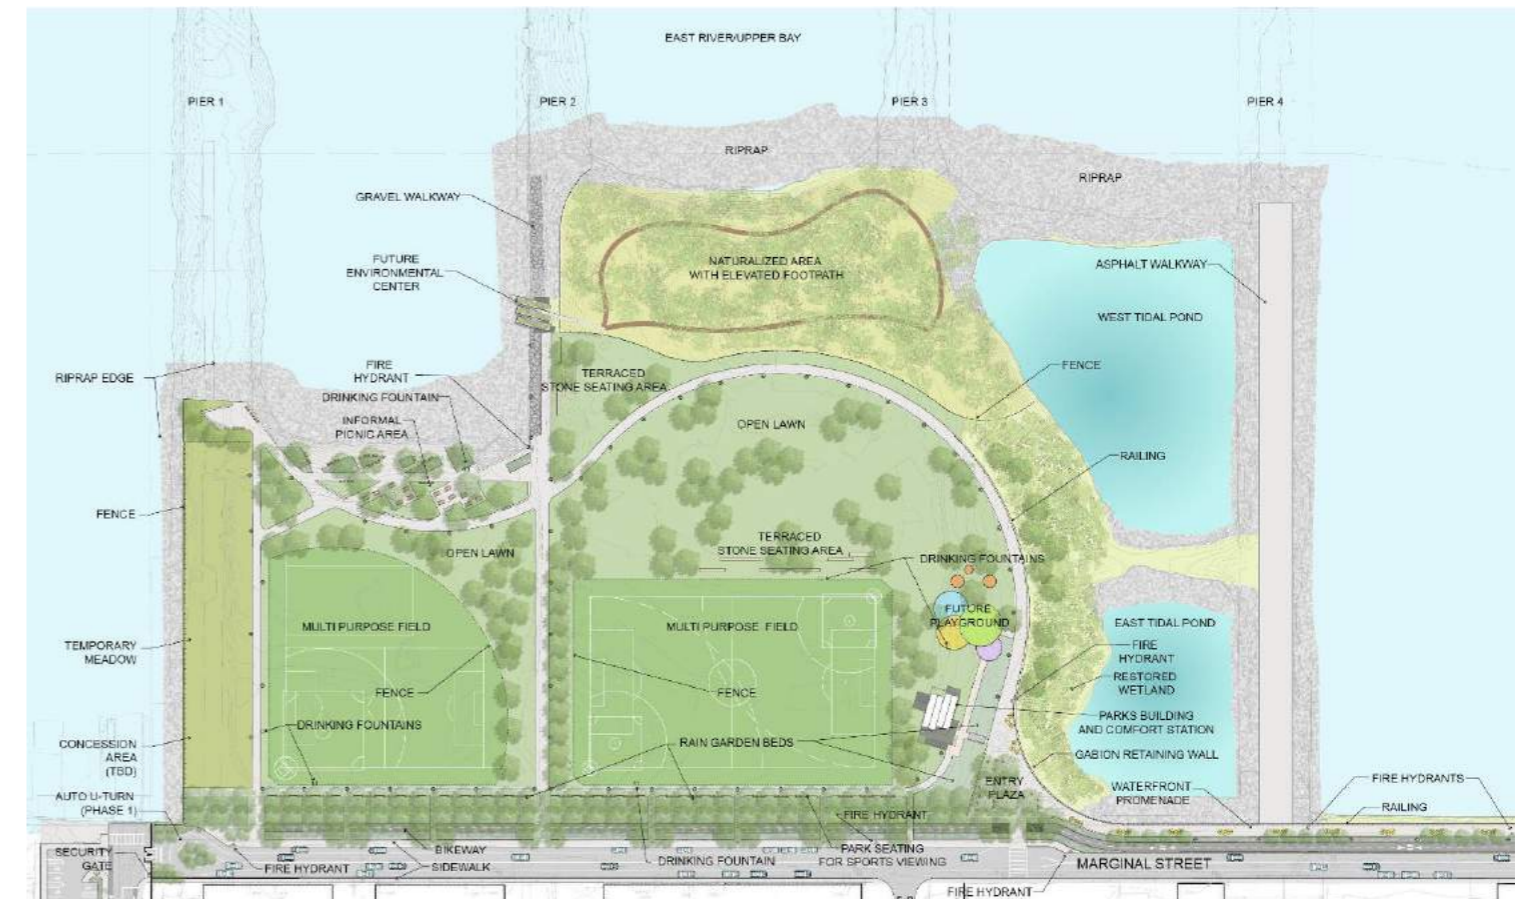 EAST RIVER/UPPER BAY
PIER 1
PIER 2
PIER 3
PIER 4
RIPRAP
RIPRAP
GRAVEL WALKWAY
FUTURE
ENVIRONMENTAL
CENTER
NATURALIZED AREA
WITH ELEVATED FOOTPATH
ASPHALT WALKWAY
WEST TIDAL POND
RIPRAP EDGE
FIRE
HYDRANT
DRINKING FOUNTAIN
INFORMAL
PICNIC AREA
TERRACED
STONE SEATING AREA
FENCE
OPEN LAWN
RAILING
FENCE
OPEN LAWN
TERRACED
STONE SEATING AREA
DRINKING FOUNTAINS
MULTI PURPOSE FIELD
MULTI PURPOSE FIELD
FUTURE
PLAYGROUND
EAST TIDAL POND
TEMPORARY
MEADOW
FIRE
HYDRANT
RESTORED
WETLAND
FENCE
FENCE
DRINKING FOUNTAINS
PARKS BUILDING
AND COMFORT STATION
RAIN GARDEN BEDS
CONCESSION
AREA
(TBD)
GABION RETAINING WALL
AUTO U-TURN
(PHASE 1)
ENTRY
PLAZA
WATERFRONT
PROMENADE
FIRE HYDRANTS
RAILING
FIRE HYDRANT
SECURITY
GATE
BIKEWAY
PARK SEATING
FOR SPORTS VIEWING
FIRE HYDRANT
SIDEWALK
DRINKING FOUNTAIN
MARGINAL STREET
FIRE HYDRANT